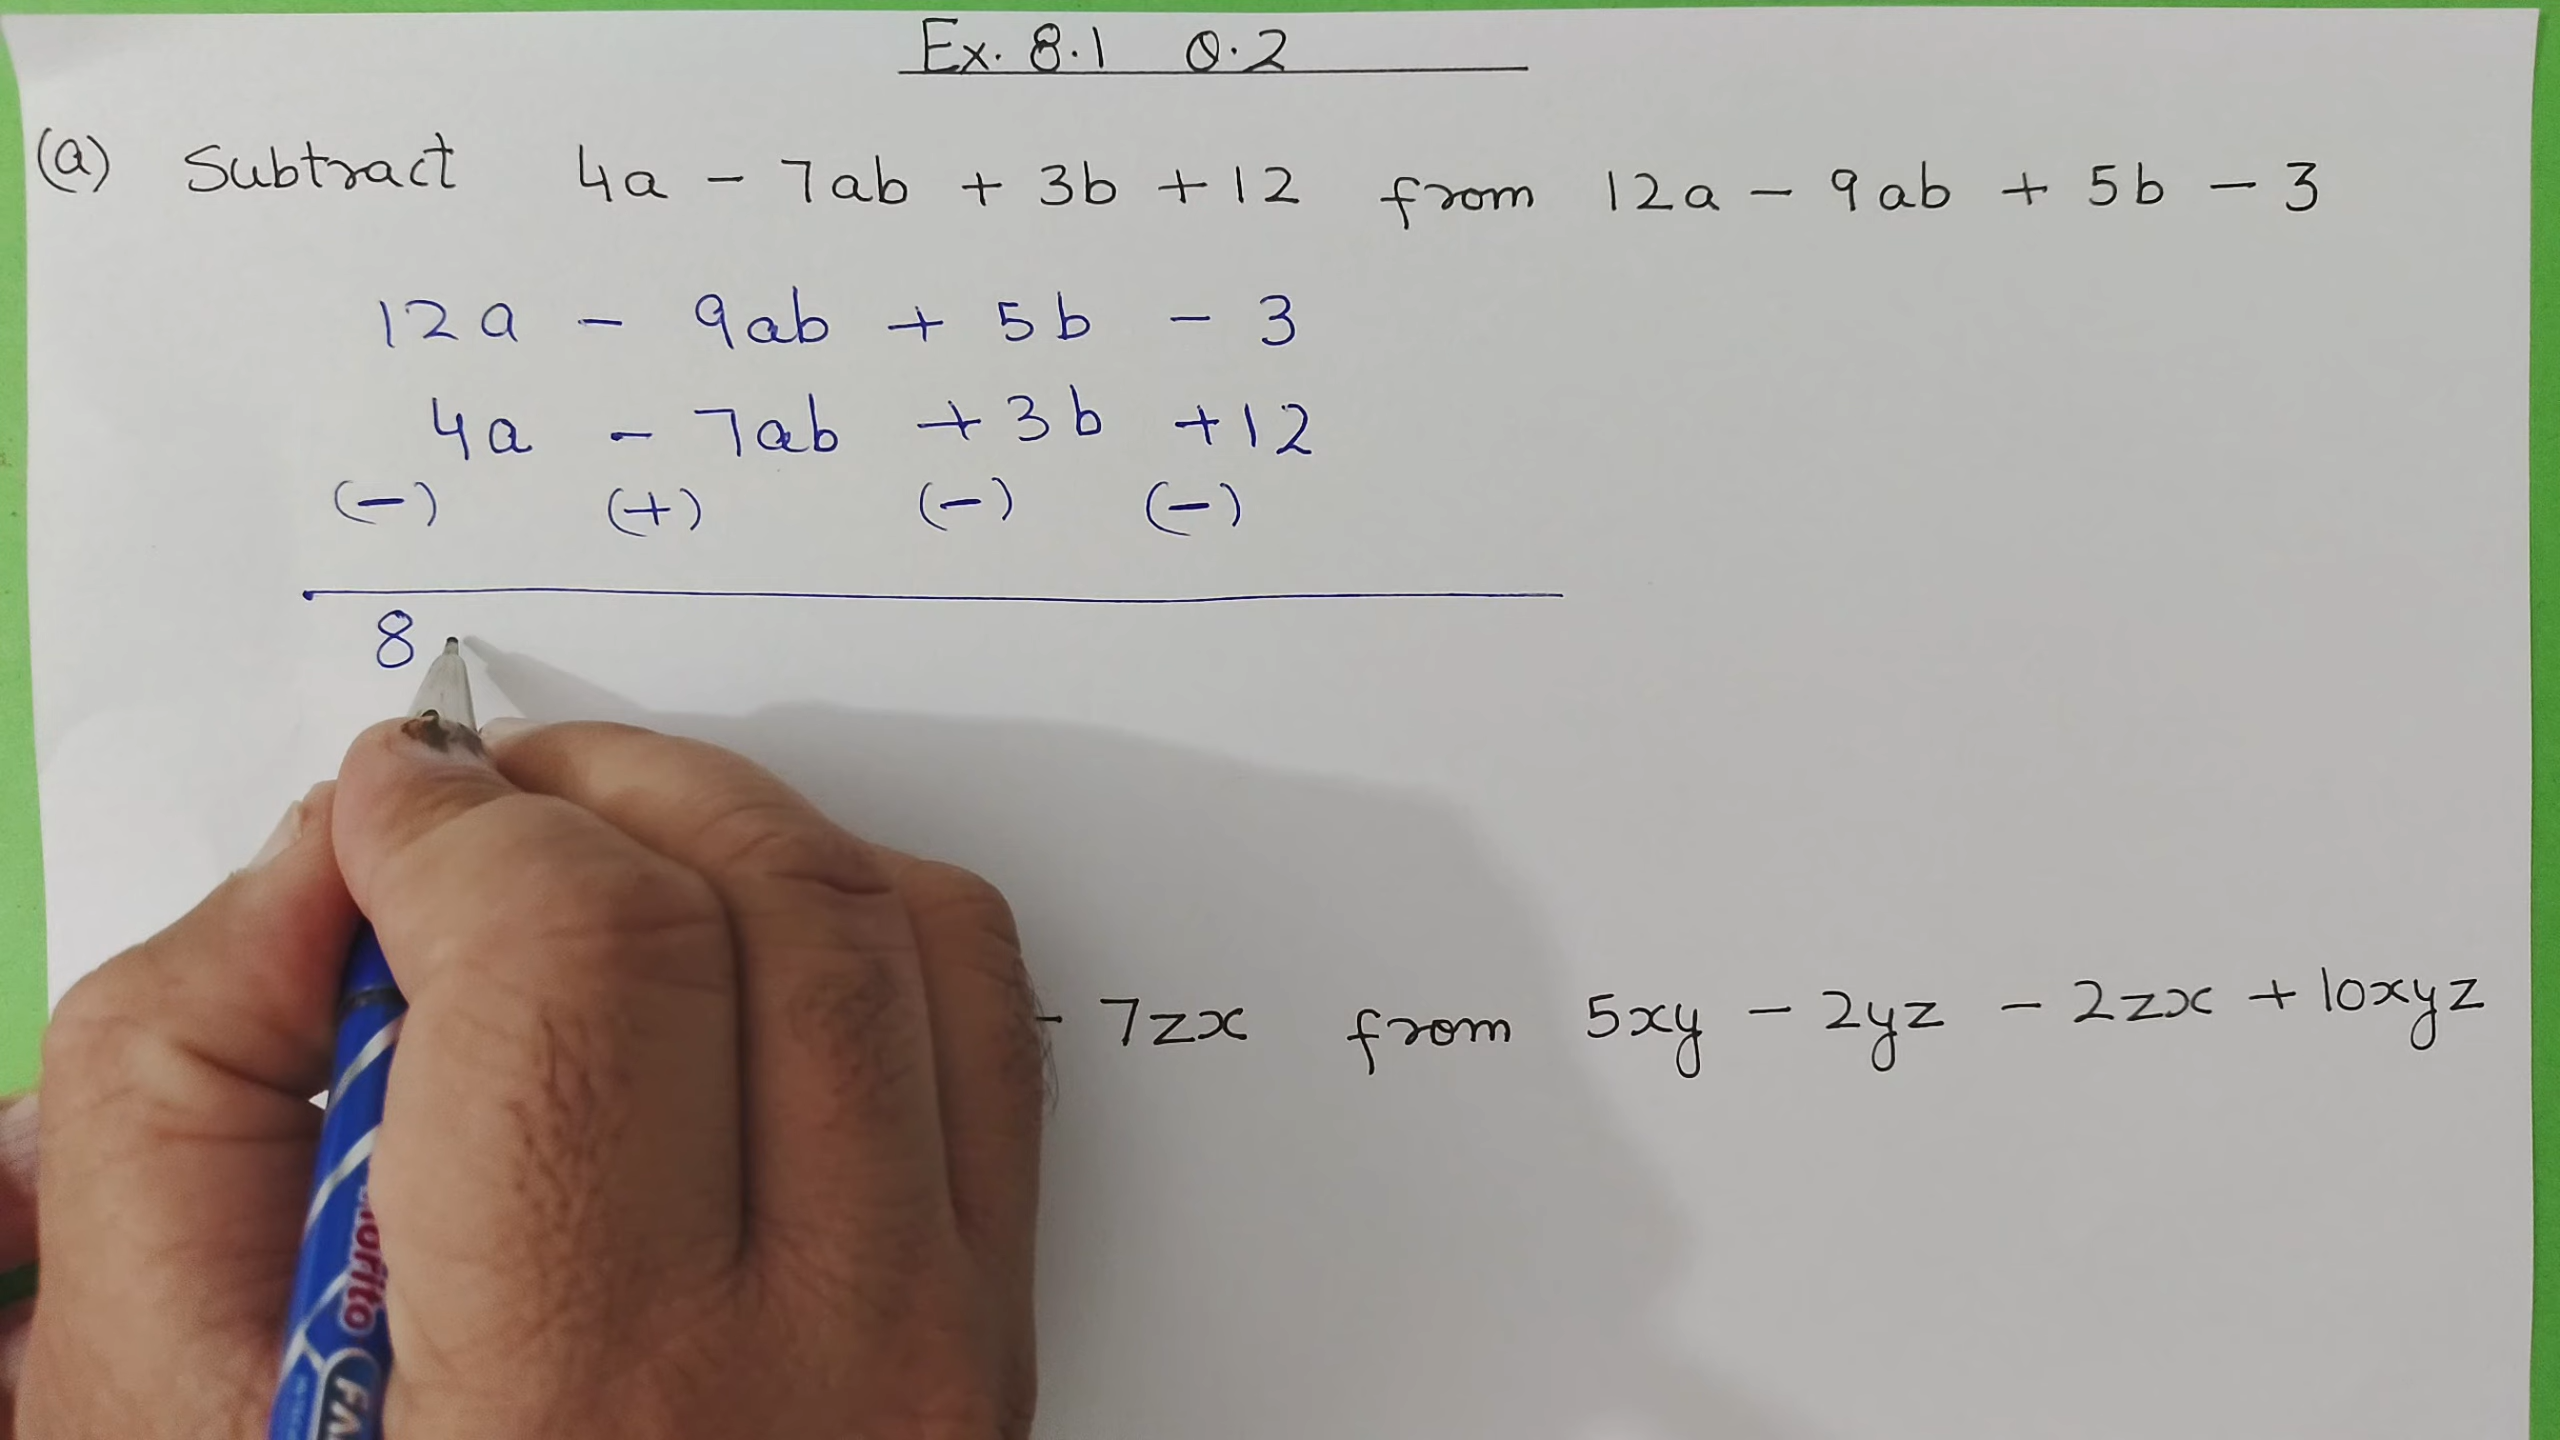 Ex. 8.1 Q.2
(a) Subtract 4a - 7ab + 3b + 12 from 12a - 9ab + 5b - 3
12a - 9ab + 5b - 3
4a - 7ab + 3b + 12
(-) (+) (-) (-)
8
- 7zx from 5xy - 2yz - 2zx + 10xyz